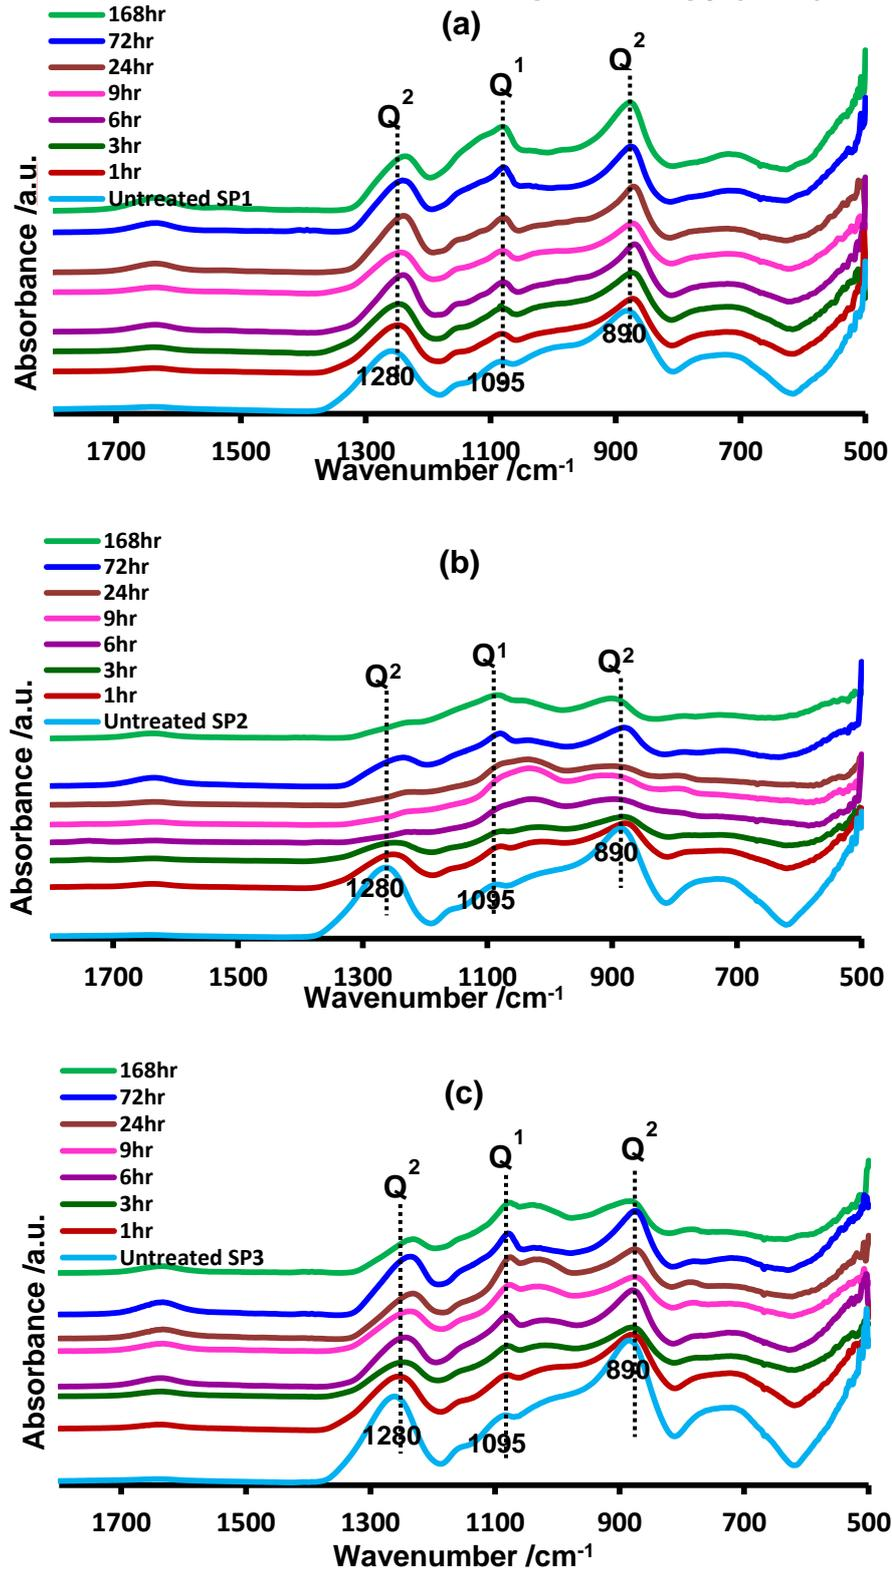 (a)
168hr
72hr
24hr
9hr
6hr
3hr
1hr
Untreated SP1
Q2
Q1
Q2
1280
1095
890
Absorbance /a.u.
1700 1500 1300 1100 900 700 500
Wavenumber /cm-1
(b)
168hr
72hr
24hr
9hr
6hr
3hr
1hr
Untreated SP2
Q2
Q1
Q2
1280
1095
890
Absorbance /a.u.
1700 1500 1300 1100 900 700 500
Wavenumber /cm-1
(c)
168hr
72hr
24hr
9hr
6hr
3hr
1hr
Untreated SP3
Q2
Q1
Q2
1280
1095
890
Absorbance /a.u.
1700 1500 1300 1100 900 700 500
Wavenumber /cm-1